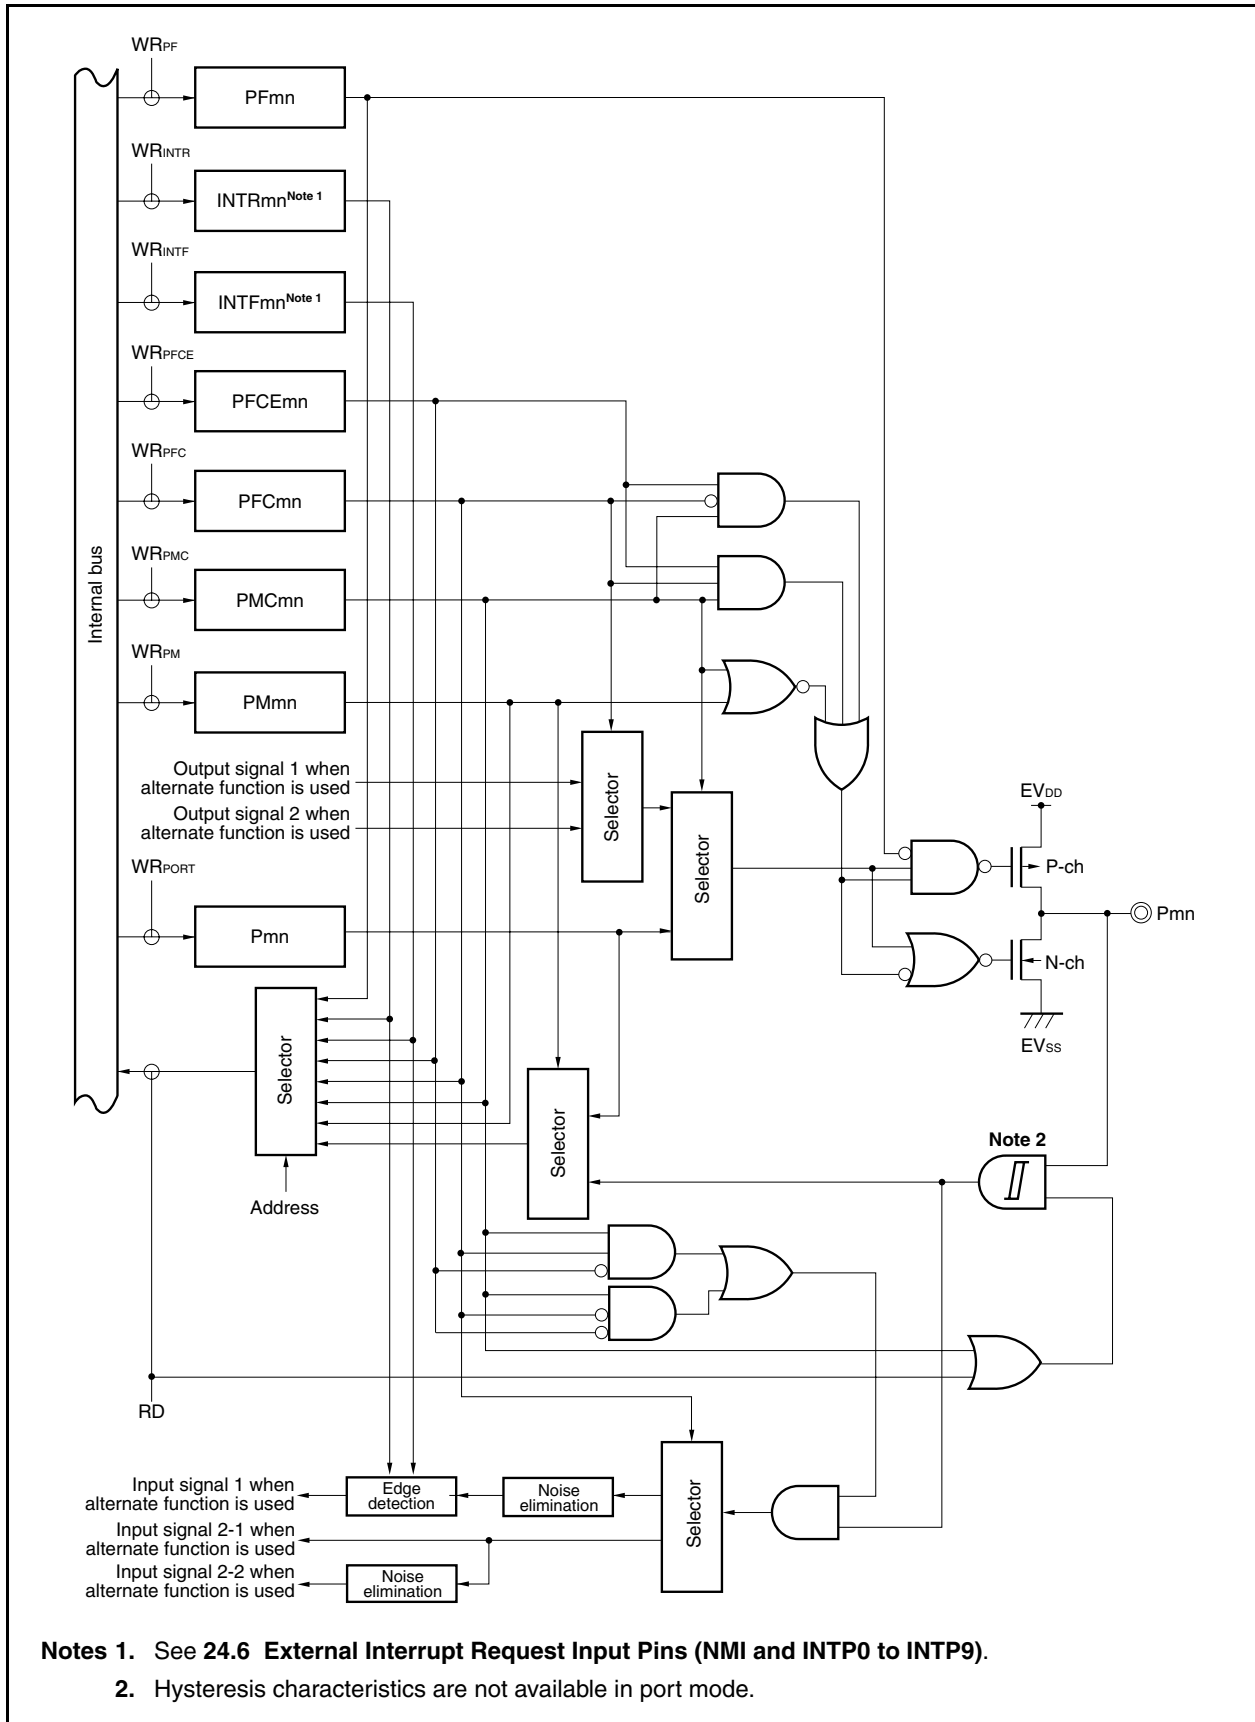 WRPF
PFmn
WRINTR
INTRmnNote 1
WRINTF
INTFmnNote 1
WRPFCE
PFCEmn
WRPFC
PFCmn
WRPMC
PMCmn
WRPM
PMmn
Internal bus
Output signal 1 when
alternate function is used
Output signal 2 when
alternate function is used
Selector
Selector
WRPORT
Pmn
EVDD
P-ch
Pmn
N-ch
EVSS
Selector
Selector
Address
Note 2
RD
Input signal 1 when
alternate function is used
Edge
detection
Noise
elimination
Selector
Input signal 2-1 when
alternate function is used
Input signal 2-2 when
alternate function is used
Noise
elimination
Notes 1. See 24.6 External Interrupt Request Input Pins (NMI and INTP0 to INTP9).
2. Hysteresis characteristics are not available in port mode.